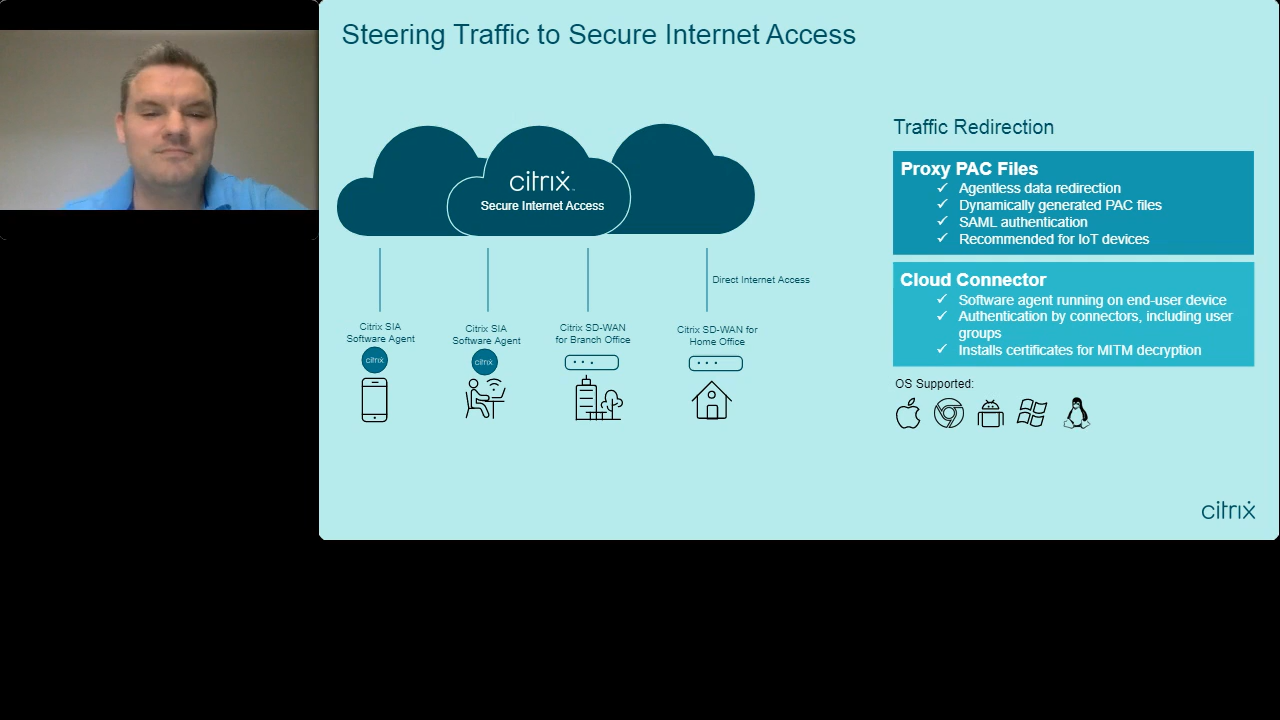 Steering Traffic to Secure Internet Access
citrix
Secure Internet Access
Direct Internet Access
Citrix SIA
Software Agent
citrix
Citrix SIA
Software Agent
citrix
Citrix SD-WAN
for Branch Office
Citrix SD-WAN for
Home Office
Traffic Redirection
Proxy PAC Files
✓ Agentless data redirection
✓ Dynamically generated PAC files
✓ SAML authentication
✓ Recommended for IoT devices
Cloud Connector
✓ Software agent running on end-user device
✓ Authentication by connectors, including user
groups
✓ Installs certificates for MITM decryption
OS Supported:
citrix